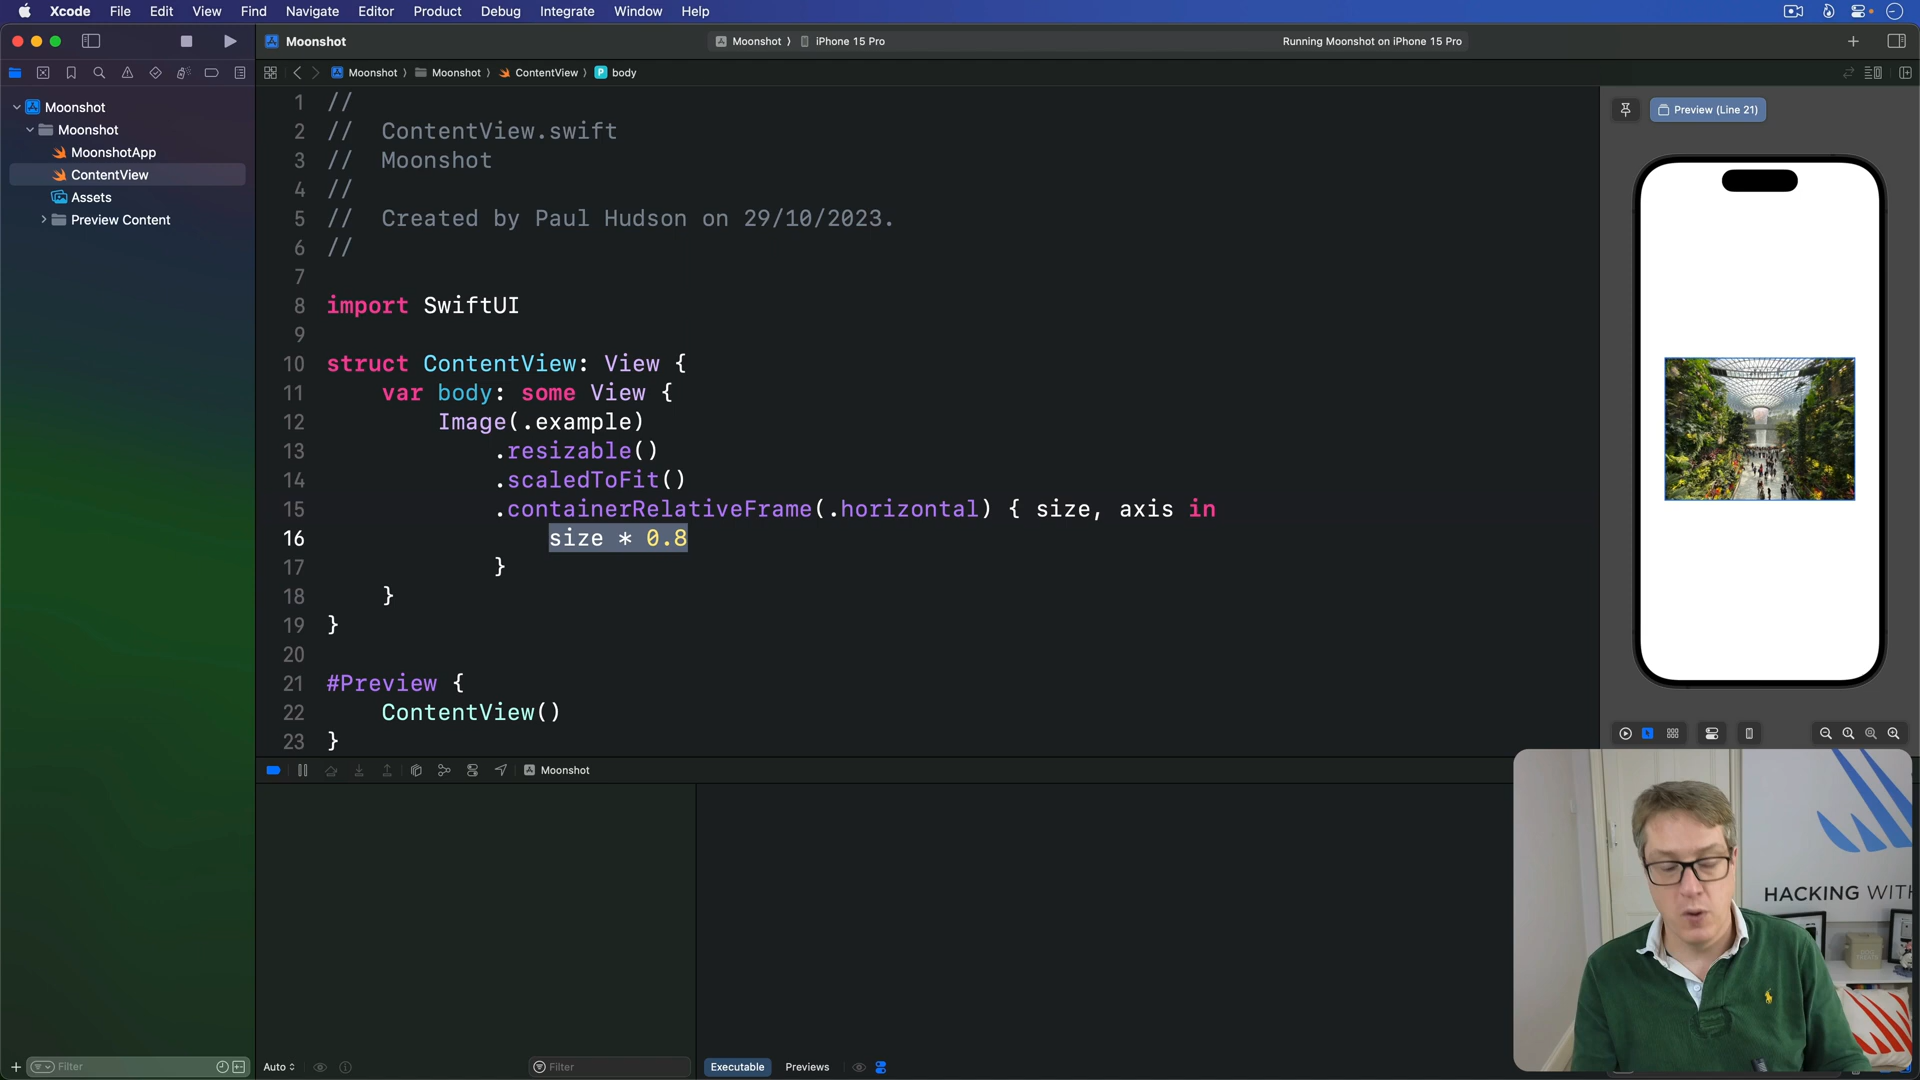 Xcode File Edit View Find Navigate Editor Product Debug Integrate Window Help
Moonshot
Moonshot iPhone 15 Pro
Running Moonshot on iPhone 15 Pro
Moonshot Moonshot ContentView P body
Moonshot
Moonshot
MoonshotApp
ContentView
Assets
Preview Content
1 //
2 // ContentView.swift
3 // Moonshot
4 //
5 // Created by Paul Hudson on 29/10/2023.
6 //
7
8 import SwiftUI
9
10 struct ContentView: View {
11 var body: some View {
12 Image(.example)
13 .resizable()
14 .scaledToFit()
15 .containerRelativeFrame(.horizontal) { size, axis in
16 size * 0.8
17 }
18 }
19 }
20
21 #Preview {
22 ContentView()
23 }
Preview (Line 21)
Moonshot
HACKING WITH
Filter
Auto
Filter
Executable
Previews